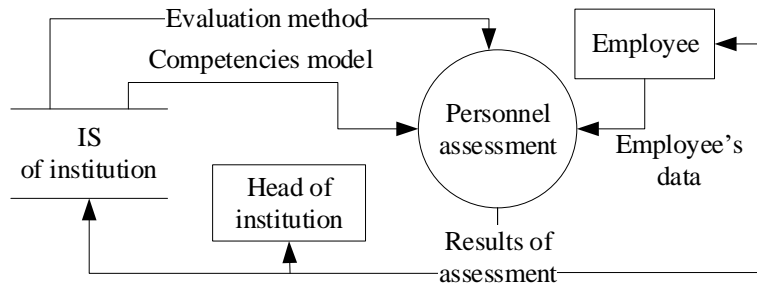 Evaluation method
Competencies model
Employee
Personnel
assessment
IS
of institution
Employee’s
data
Head of
institution
Results of
assessment